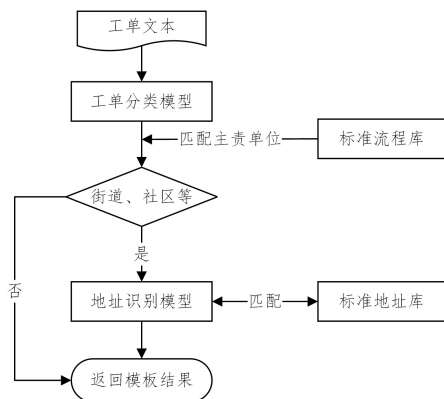 工单文本
工单分类模型
匹配主责单位
标准流程库
街道、社区等
是
否
地址识别模型
匹配
标准地址库
返回模板结果